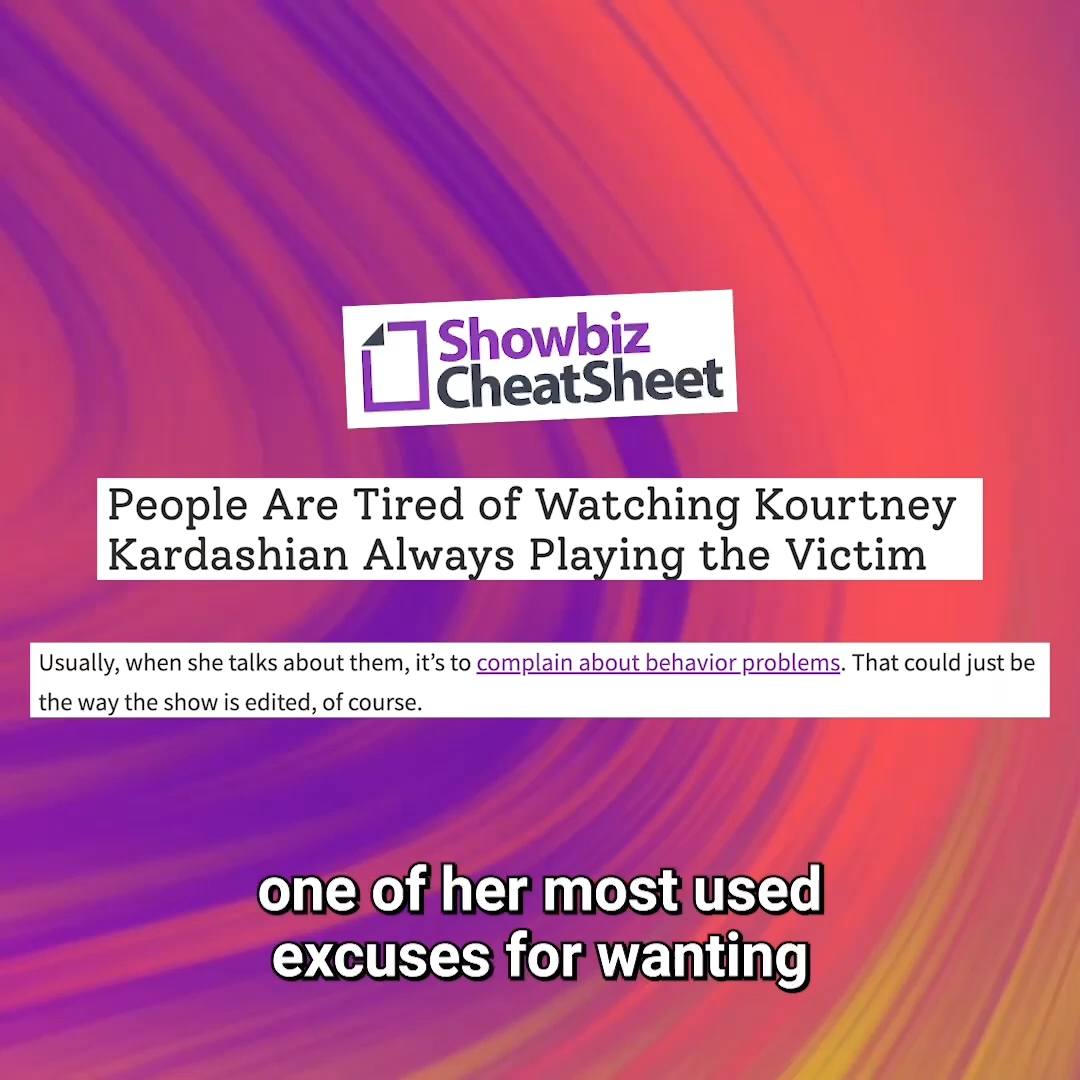 Showbiz
CheatSheet
People Are Tired of Watching Kourtney
Kardashian Always Playing the Victim
Usually, when she talks about them, it’s to complain about behavior problems. That could just be
the way the show is edited, of course.
one of her most used
excuses for wanting